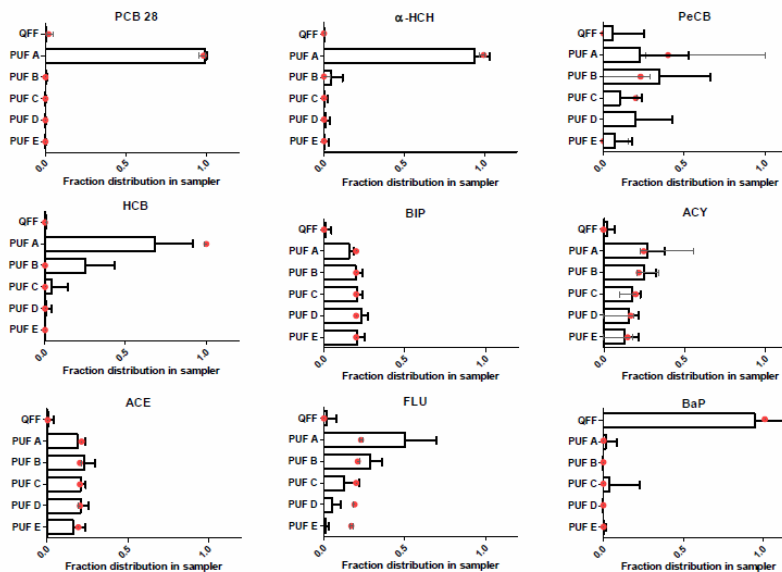 PCB 28
α-HCH
PeCB
QFF
PUF A
PUF B
PUF C
PUF D
PUF E
0.0
0.5
1.0
Fraction distribution in sampler
QFF
PUF A
PUF B
PUF C
PUF D
PUF E
0.0
0.5
1.0
Fraction distribution in sampler
QFF
PUF A
PUF B
PUF C
PUF D
PUF E
0.0
0.5
1.0
Fraction distribution in sampler
HCB
BIP
ACY
QFF
PUF A
PUF B
PUF C
PUF D
PUF E
0.0
0.5
1.0
Fraction distribution in sampler
QFF
PUF A
PUF B
PUF C
PUF D
PUF E
0.0
0.5
1.0
Fraction distribution in sampler
QFF
PUF A
PUF B
PUF C
PUF D
PUF E
0.0
0.5
1.0
Fraction distribution in sampler
ACE
FLU
BaP
QFF
PUF A
PUF B
PUF C
PUF D
PUF E
0.0
0.5
1.0
Fraction distribution in sampler
QFF
PUF A
PUF B
PUF C
PUF D
PUF E
0.0
0.5
1.0
Fraction distribution in sampler
QFF
PUF A
PUF B
PUF C
PUF D
PUF E
0.0
0.5
1.0
Fraction distribution in sampler